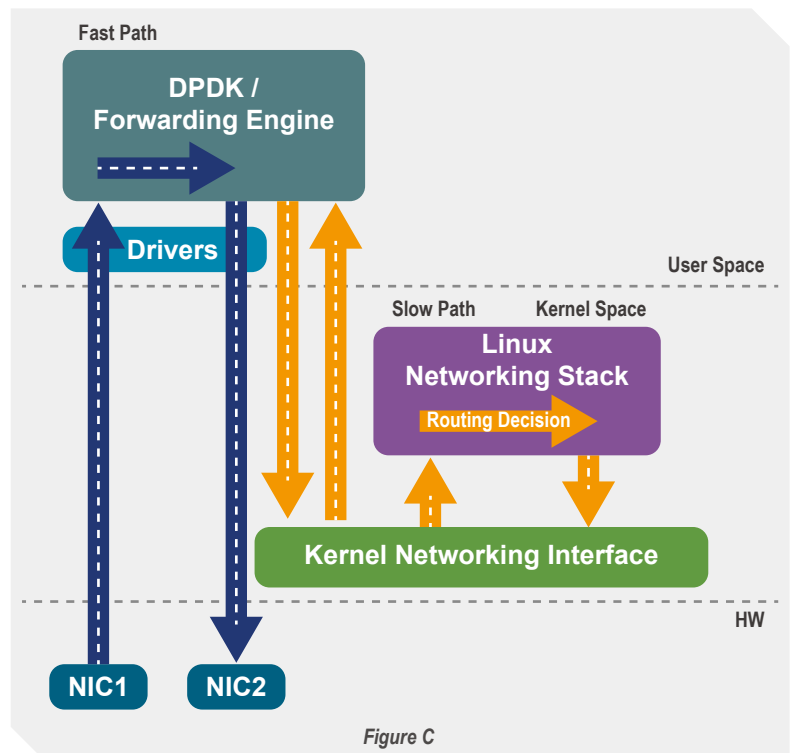 Fast Path
DPDK /
Forwarding Engine
Drivers
User Space
Slow Path
Kernel Space
Linux
Networking Stack
Routing Decision
Kernel Networking Interface
HW
NIC1
NIC2
Figure C